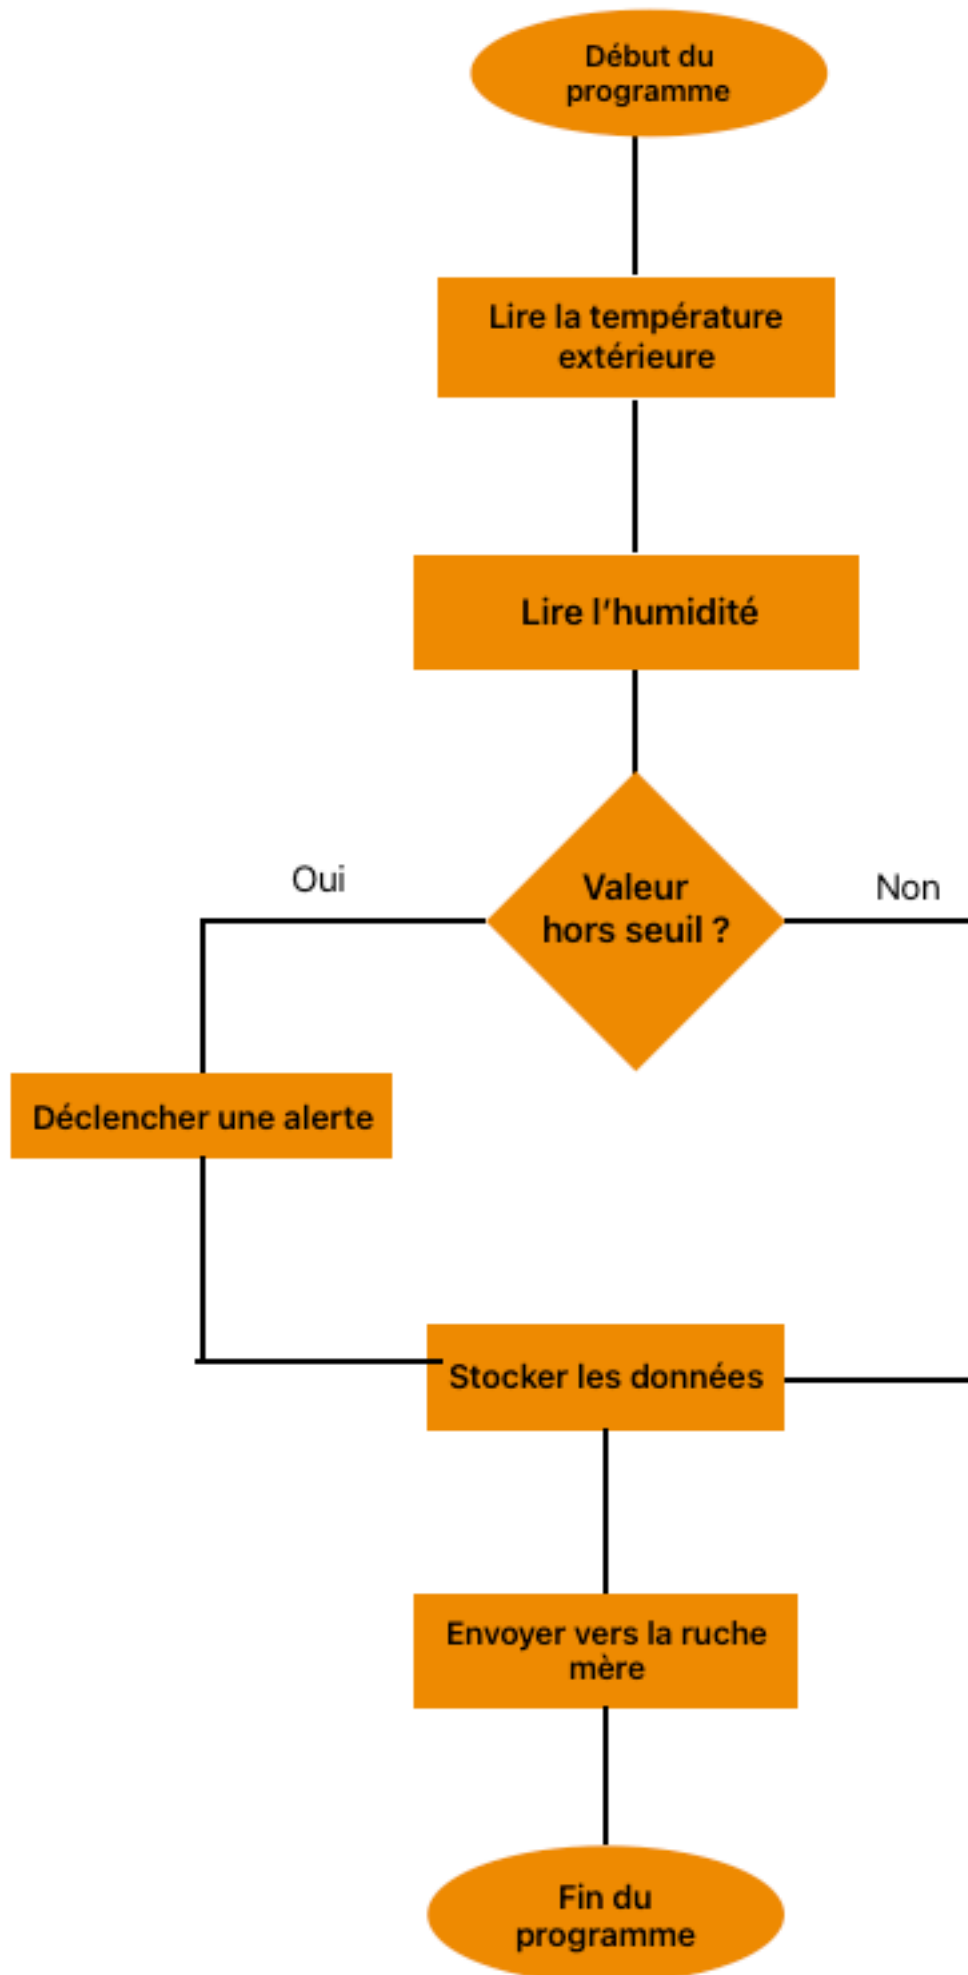 Début du
programme
Lire la température
extérieure
Lire l’humidité
Oui
Valeur
hors seuil ?
Non
Déclencher une alerte
Stocker les données
Envoyer vers la ruche
mère
Fin du
programme